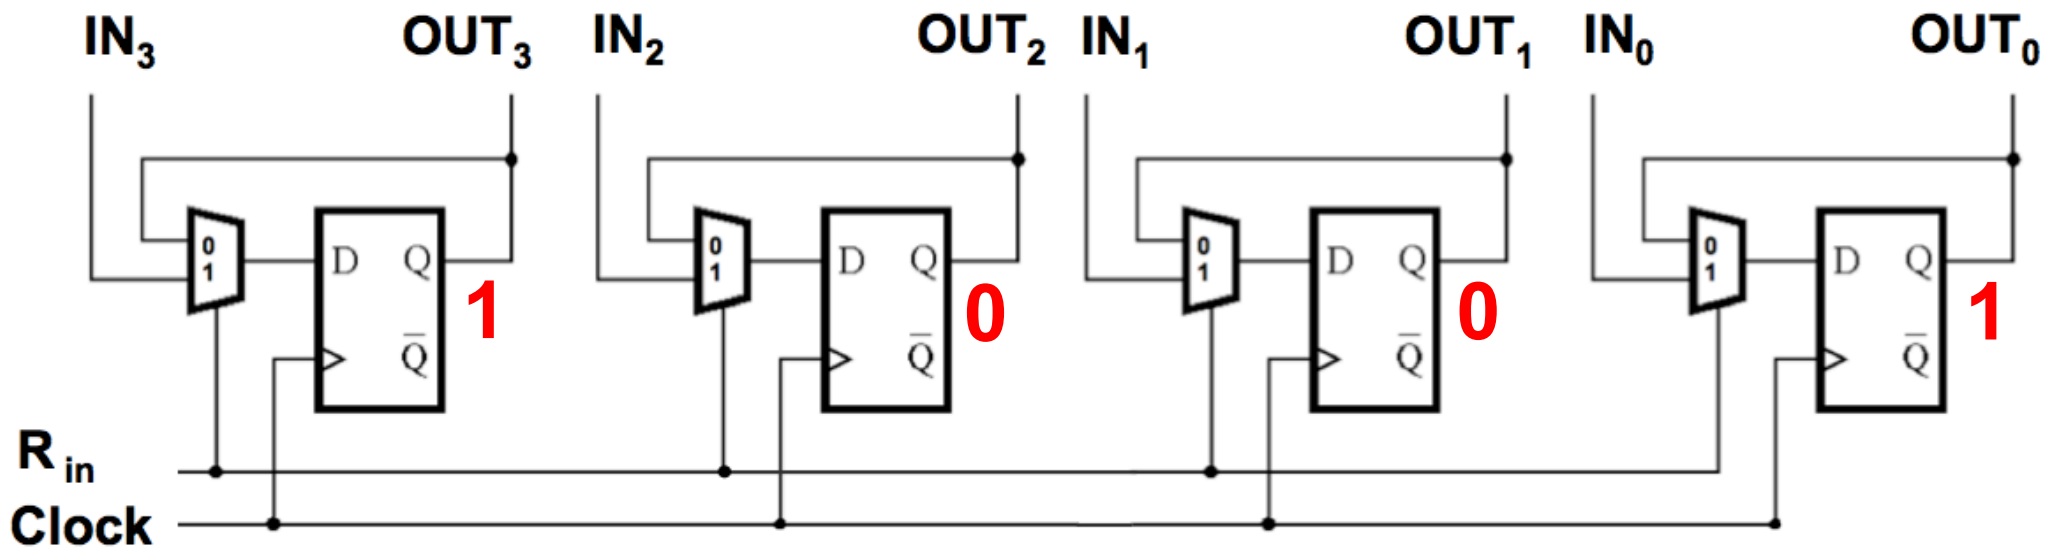 IN3 OUT3 IN2 OUT2 IN1 OUT1 IN0 OUT0
0 0 0 0
1 1 1 1
D Q D Q D Q D Q
1 0 0 1
Q̅ Q̅ Q̅ Q̅
R in
Clock